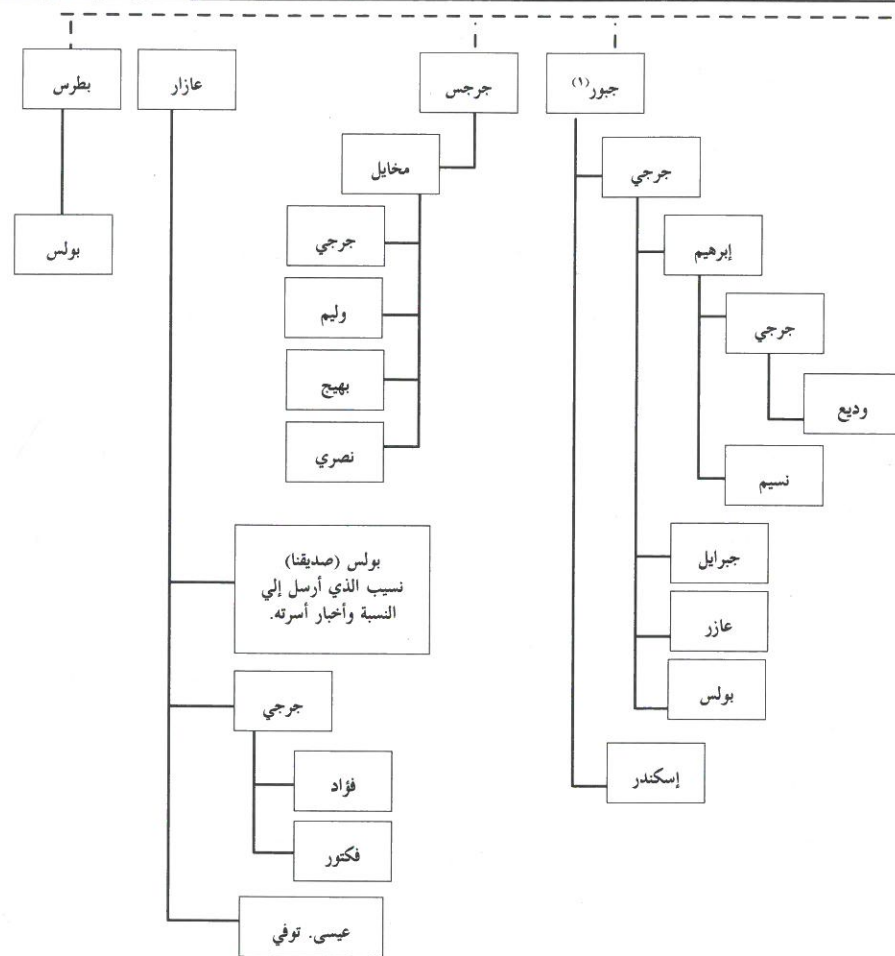 جبور(١)
جرجس
عازار
بطرس
جرجي
إبرهيم
جرجي
وديع
نسيم
جبرايل
عازر
بولس
إسكندر
مخايل
جرجي
وليم
بهيج
نصري
بولس (صديقنا)
نسيب الذي أرسل إلي
النسبة وأخبار أسرته.
جرجي
فؤاد
فكتور
عيسى. توفي
بولس